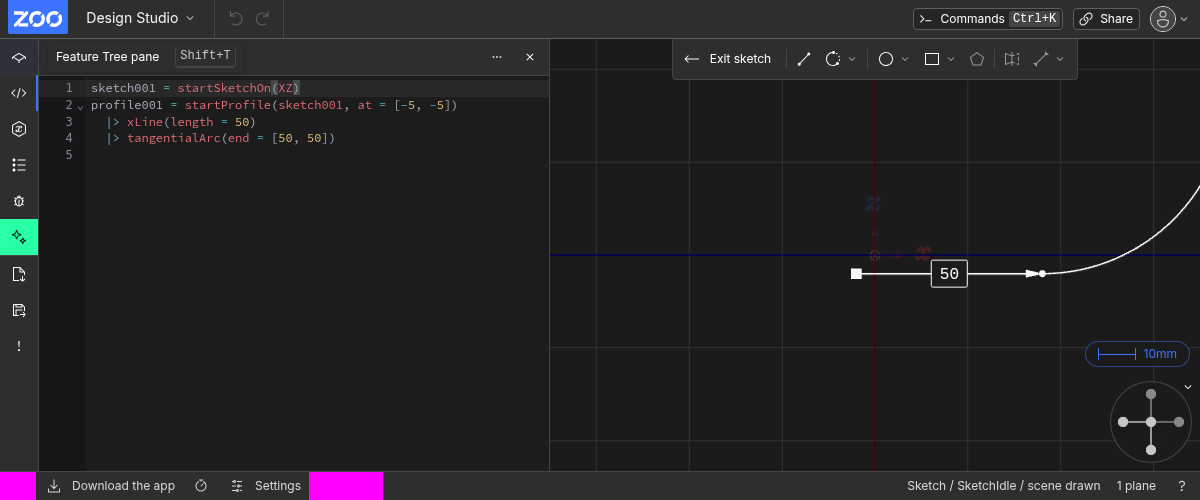 ZOO Design Studio Commands Ctrl+K Share
Feature Tree pane Shift+T
Exit sketch
1 sketch001 = startSketchOn(XZ)
2 profile001 = startProfile(sketch001, at = [-5, -5])
3 |> xLine(length = 50)
4 |> tangentialArc(end = [50, 50])
5
z
x
50
10mm
Download the app Settings Sketch / SketchIdle / scene drawn 1 plane ?